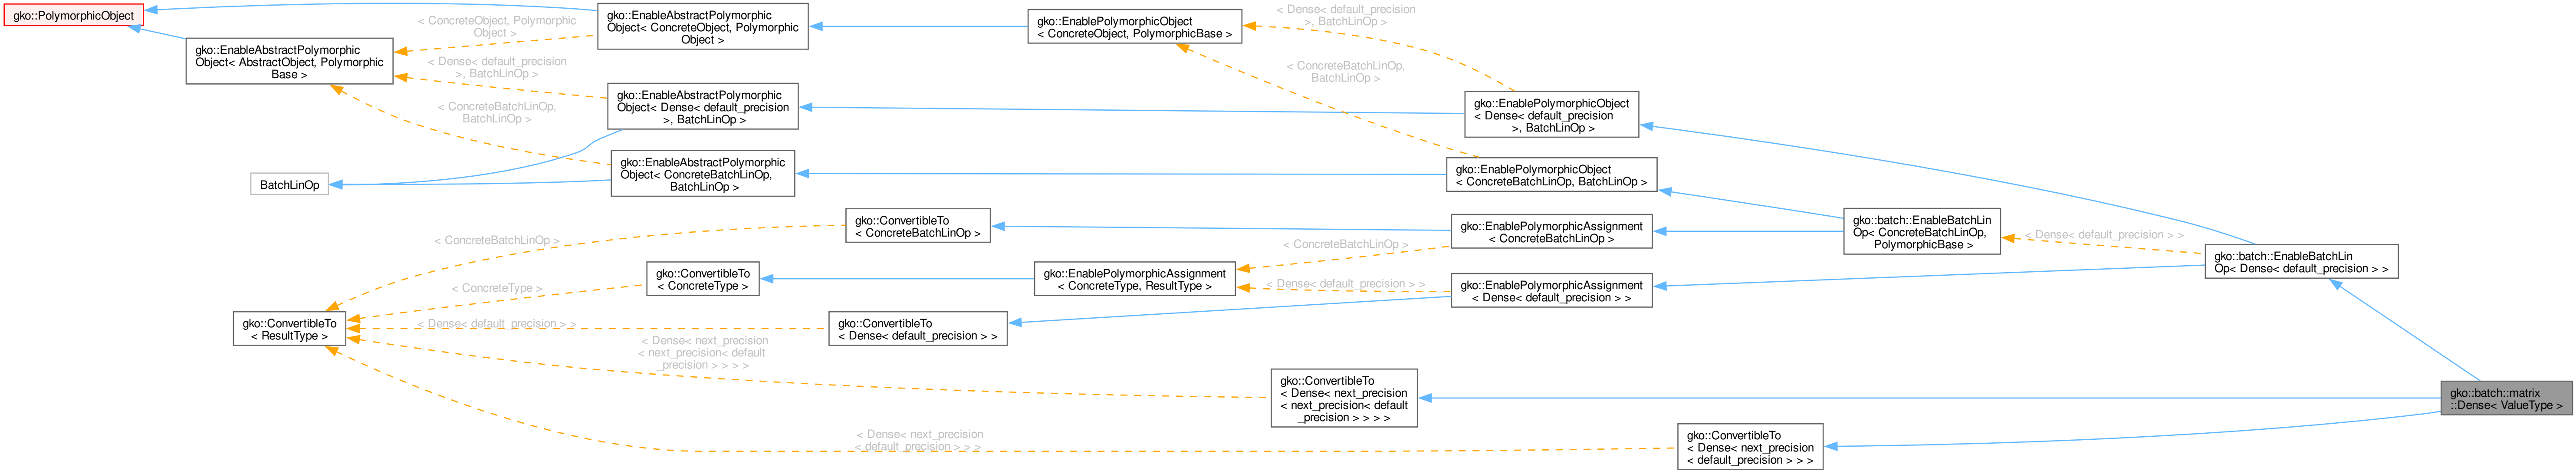 gko::PolymorphicObject
gko::EnableAbstractPolymorphic
Object< AbstractObject, Polymorphic
Base >
< ConcreteObject, Polymorphic
Object >
< Dense< default_precision
>, BatchLinOp >
< ConcreteBatchLinOp,
BatchLinOp >
BatchLinOp
gko::EnableAbstractPolymorphic
Object< ConcreteObject, Polymorphic
Object >
gko::EnableAbstractPolymorphic
Object< Dense< default_precision
>, BatchLinOp >
gko::EnableAbstractPolymorphic
Object< ConcreteBatchLinOp,
BatchLinOp >
gko::EnablePolymorphicObject
< ConcreteObject, PolymorphicBase >
< Dense< default_precision
>, BatchLinOp >
< ConcreteBatchLinOp,
BatchLinOp >
gko::EnablePolymorphicObject
< Dense< default_precision
>, BatchLinOp >
gko::EnablePolymorphicObject
< ConcreteBatchLinOp, BatchLinOp >
gko::ConvertibleTo
< ConcreteBatchLinOp >
< ConcreteBatchLinOp >
gko::EnablePolymorphicAssignment
< ConcreteBatchLinOp >
gko::batch::EnableBatchLin
Op< ConcreteBatchLinOp,
PolymorphicBase >
< Dense< default_precision > >
gko::batch::EnableBatchLin
Op< Dense< default_precision > >
gko::ConvertibleTo
< ConcreteType >
< ConcreteType >
gko::EnablePolymorphicAssignment
< ConcreteType, ResultType >
< ConcreteBatchLinOp >
< Dense< default_precision > >
gko::EnablePolymorphicAssignment
< Dense< default_precision > >
gko::ConvertibleTo
< ResultType >
< Dense< default_precision > >
gko::ConvertibleTo
< Dense< default_precision > >
< Dense< next_precision
< next_precision< default
_precision > > > >
gko::ConvertibleTo
< Dense< next_precision
< next_precision< default
_precision > > > >
gko::batch::matrix
::Dense< ValueType >
< Dense< next_precision
< default_precision > > >
gko::ConvertibleTo
< Dense< next_precision
< default_precision > > >